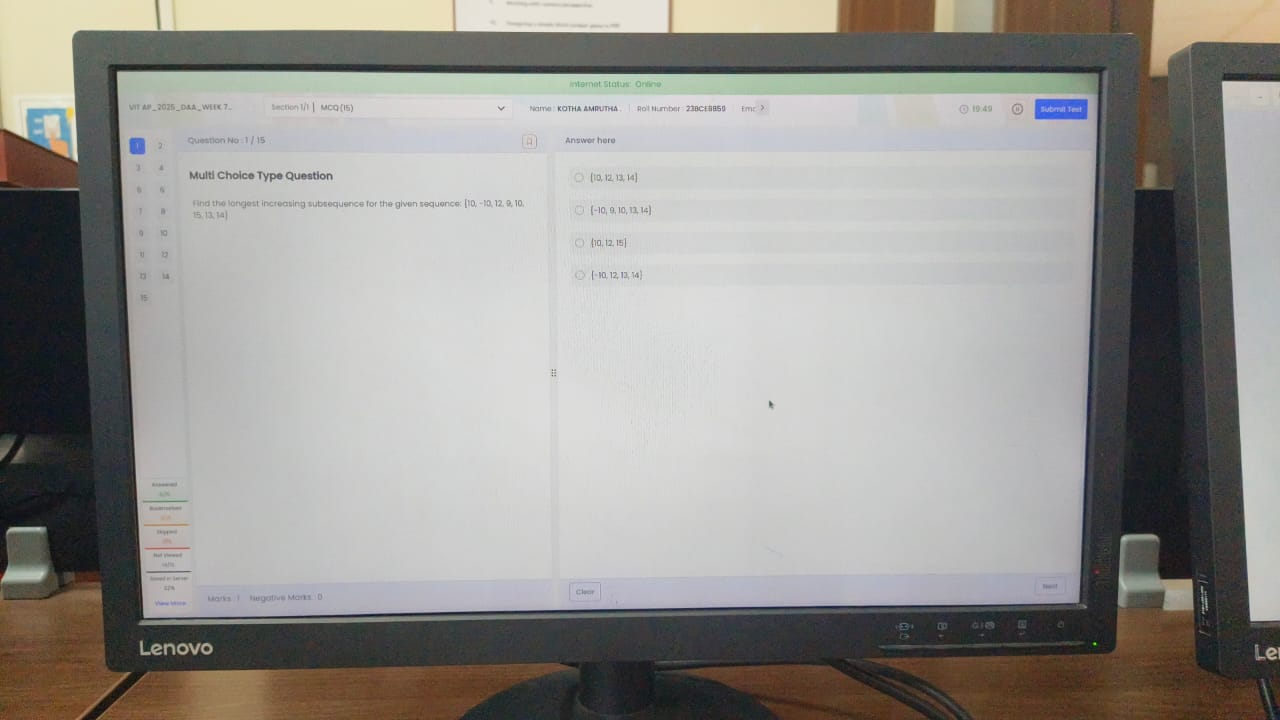 Working with
Designing a
Internet Status: Online
VIT AP_2025_DAA_WEEK 7...
Section 1/1 | MCQ (15)
Name : KOTHA AMRUTHA .
Roll Number : 23BCE8859
19:49
Submit Test
1 2
3 4
5 6
7 8
9 10
11 12
13 14
15
Question No : 1 / 15
Multi Choice Type Question
Find the longest increasing subsequence for the given sequence: {10, -10, 12, 9, 10,
15, 13, 14}
Answer here
{10, 12, 13, 14}
{-10, 9, 10, 13, 14}
{10, 12, 15}
{-10, 12, 13, 14}
Answered
Bookmarked
Skipped
Not Viewed
Saved in Server
View More
Marks : 1 Negative Marks : 0
Clear
Next
Lenovo
Le